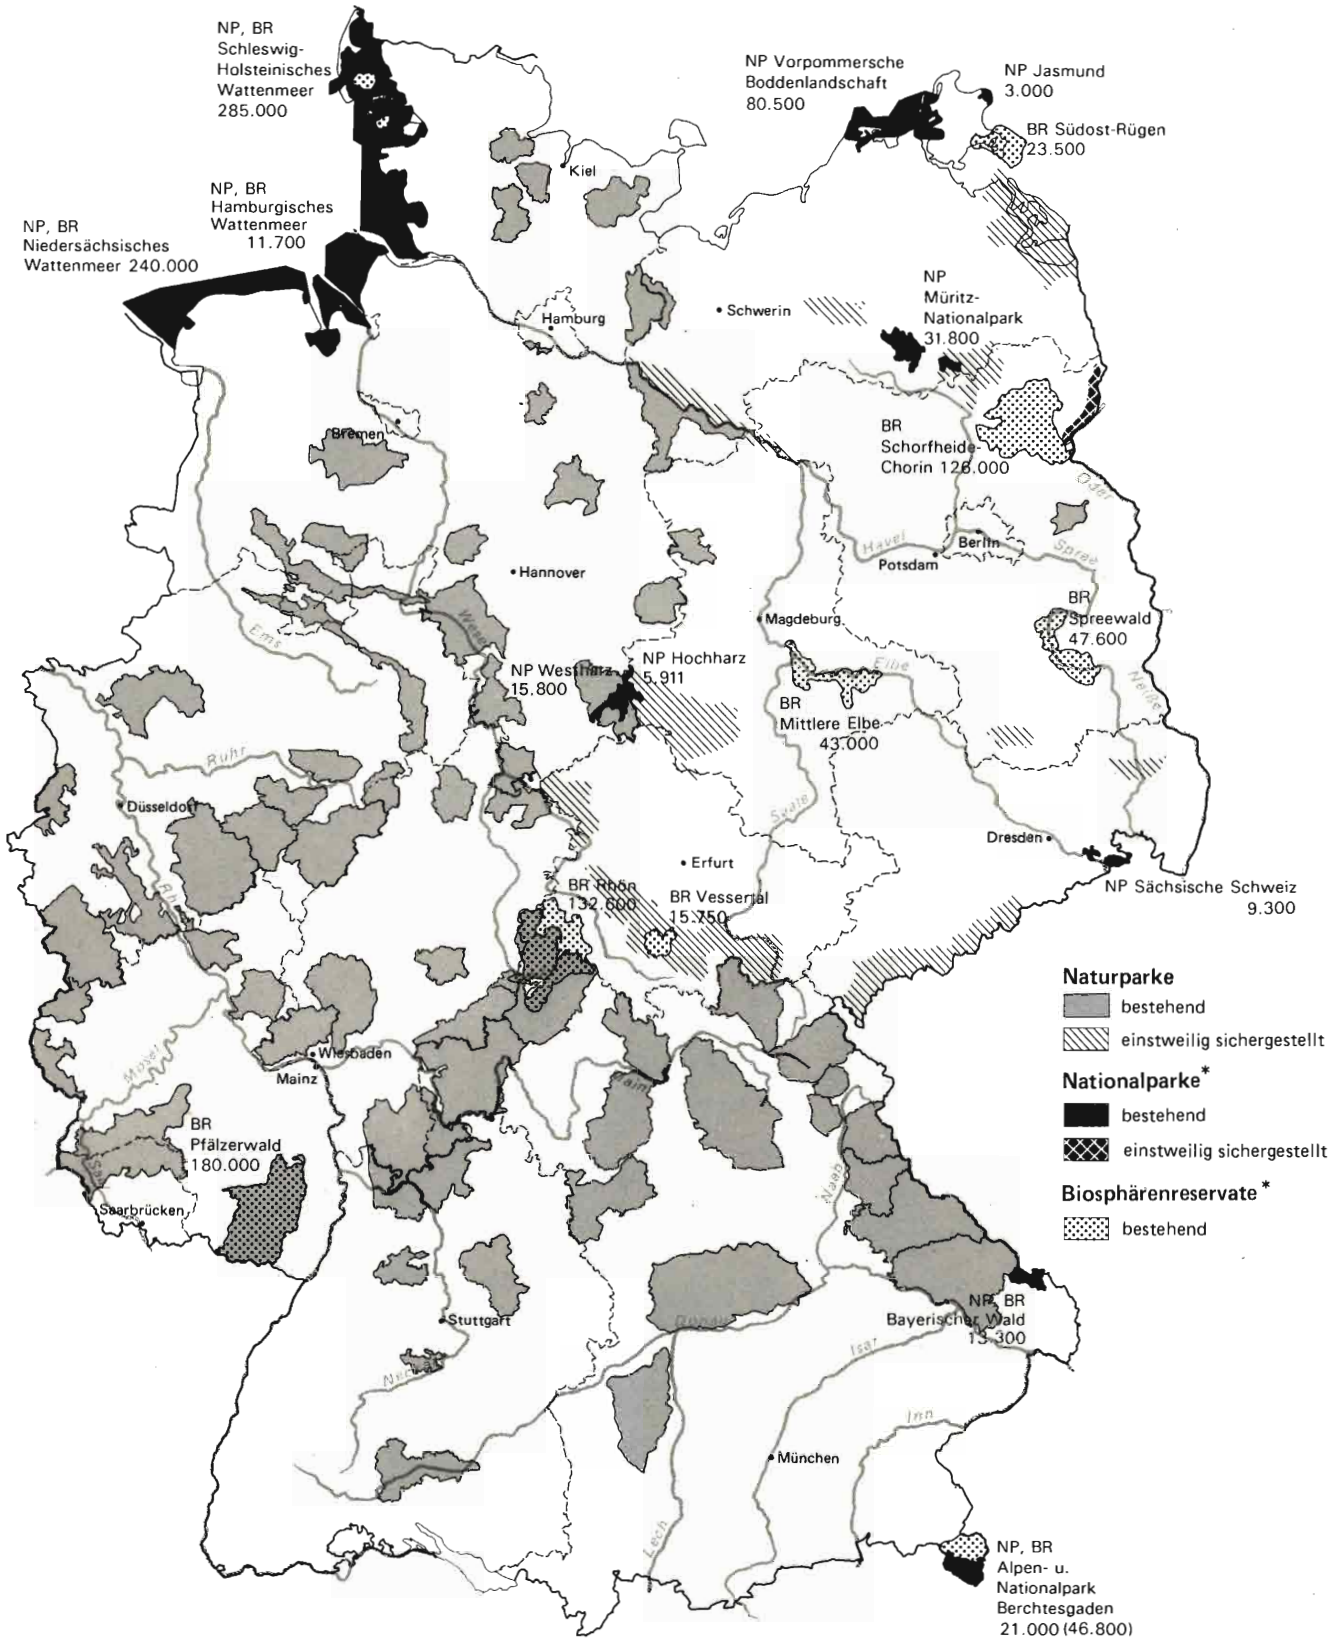 NP, BR
Schleswig-
Holsteinisches
Wattenmeer
285.000
NP Vorpommersche
Boddenlandschaft
80.500
NP Jasmund
3.000
BR Südost-Rügen
23.500
Kiel
NP, BR
Hamburgisches
Wattenmeer
11.700
NP, BR
Niedersächsisches
Wattenmeer 240.000
NP
Müritz-
Nationalpark
31.800
Schwerin
Hamburg
Bremen
BR
Schorfheide-
Chorin 126.000
Oder
Havel
Berlin
Potsdam
Spree
Hannover
BR
Spreewald
47.600
Magdeburg
Weser
Ems
NP Westharz
15.800
NP Hochharz
5.911
Elbe
BR
Mittlere Elbe
43.000
Neiße
Ruhr
Düsseldorf
Saale
Dresden
Erfurt
NP Sächsische Schweiz
9.300
BR Rhön
132.600
BR Vessertal
15.750
Naturparke
bestehend
einstweilig sichergestellt
Nationalparke*
bestehend
einstweilig sichergestellt
Biosphärenreservate*
bestehend
Wiesbaden
Mainz
Mosel
Main
BR
Pfälzerwald
180.000
Saar
Saarbrücken
Naab
NP, BR
Bayerischer Wald
13.300
Stuttgart
Donau
Isar
Neckar
Inn
München
Lech
NP, BR
Alpen- u.
Nationalpark
Berchtesgaden
21.000 (46.800)